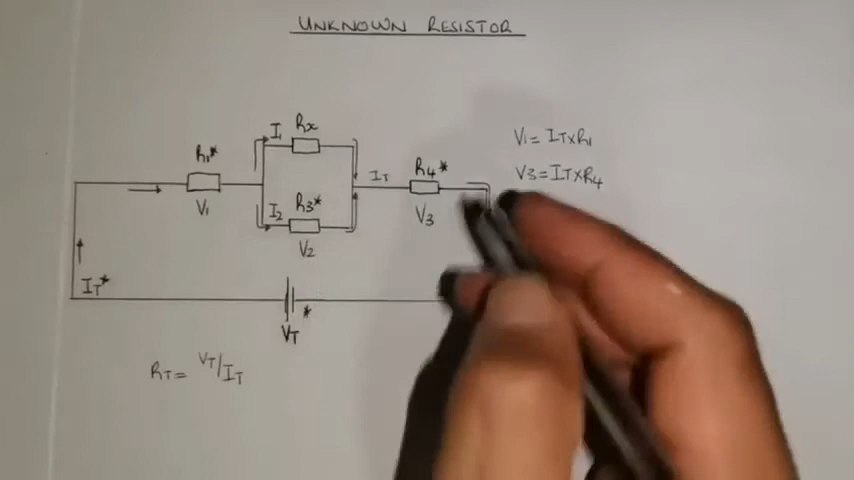 UNKNOWN RESISTOR
I1 Rx
R1*
V1
I2 R3*
V2
IT
R4*
V3
V1 = IT x R1
V3 = IT x R4
IT*
*
VT
RT = VT/IT